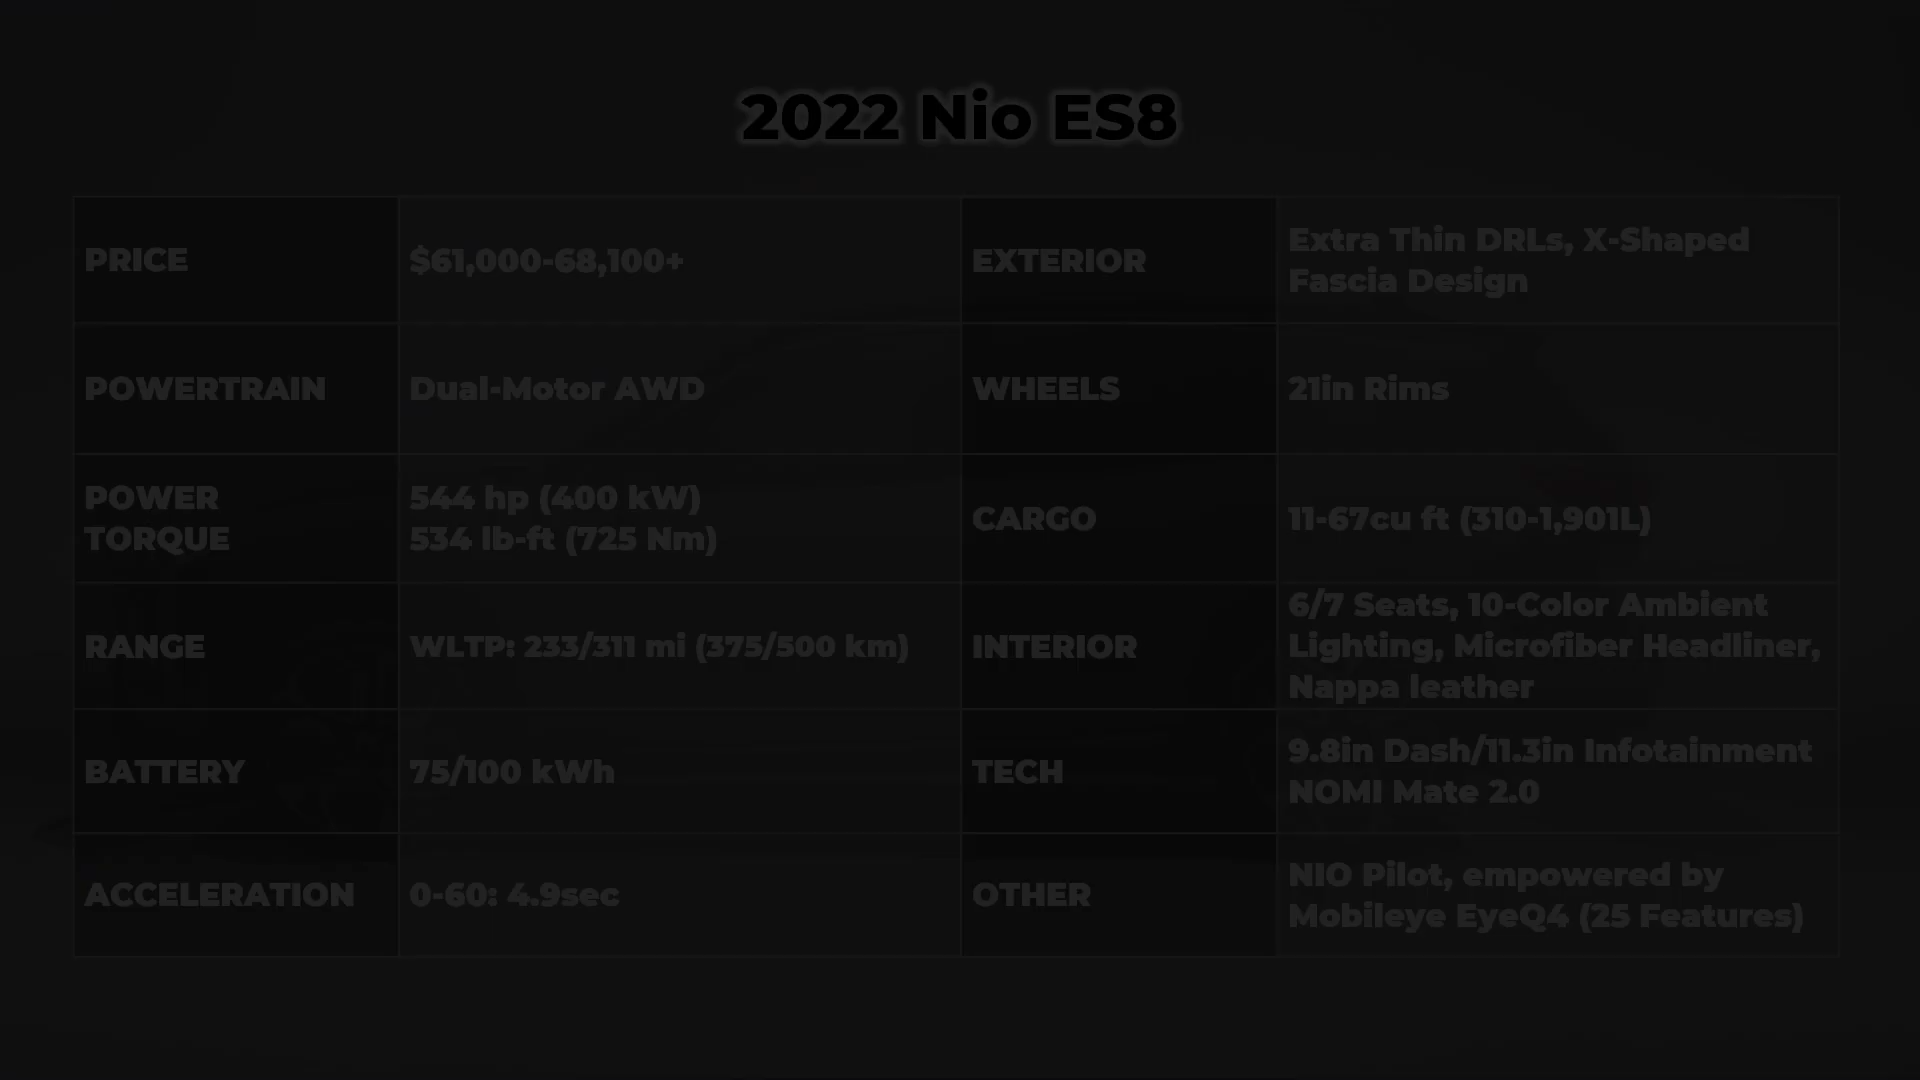 2022 Nio ES8
PRICE
$61,000-68,100+
EXTERIOR
Extra Thin DRLs, X-Shaped
Fascia Design
POWERTRAIN
Dual-Motor AWD
WHEELS
21in Rims
POWER
TORQUE
544 hp (400 kW)
534 lb-ft (725 Nm)
CARGO
11-67cu ft (310-1,901L)
RANGE
WLTP: 233/311 mi (375/500 km)
INTERIOR
6/7 Seats, 10-Color Ambient
Lighting, Microfiber Headliner,
Nappa leather
BATTERY
75/100 kWh
TECH
9.8in Dash/11.3in Infotainment
NOMI Mate 2.0
ACCELERATION
0-60: 4.9sec
OTHER
NIO Pilot, empowered by
Mobileye EyeQ4 (25 Features)